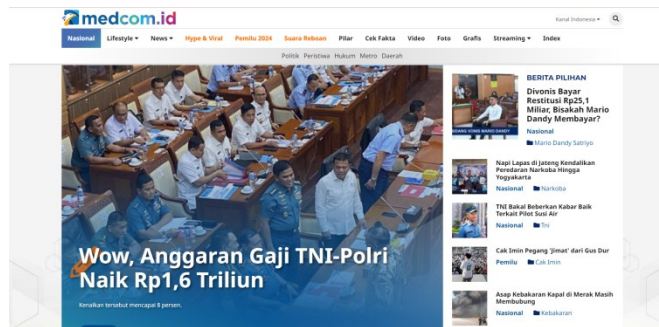 medcom.id
Kanal Indonesia
Nasional Lifestyle News Hype & Viral Pemilu 2024 Suara Rebosan Pilar Cek Fakta Video Foto Grafis Streaming Index
Politik Peristiwa Hukum Metro Daerah
Wow, Anggaran Gaji TNI-Polri
Naik Rp1,6 Triliun
Kenaikan tersebut mencapai 8 persen.
BERITA PILIHAN
Divonis Bayar
Restitusi Rp25,1
Miliar, Bisakah Mario
Dandy Membayar?
Nasional
Mario Dandy Satriyo
Napi Lapas di Jateng Kendalikan
Peredaran Narkoba Hingga
Yogyakarta
Nasional Narkoba
TNI Bakal Beberkan Kabar Baik
Terkait Pilot Susi Air
Nasional Tni
Cak Imin Pegang 'Jimat' dari Gus Dur
Pemilu Cak Imin
Asap Kebakaran Kapal di Merak Masih
Membubung
Nasional Kebakaran